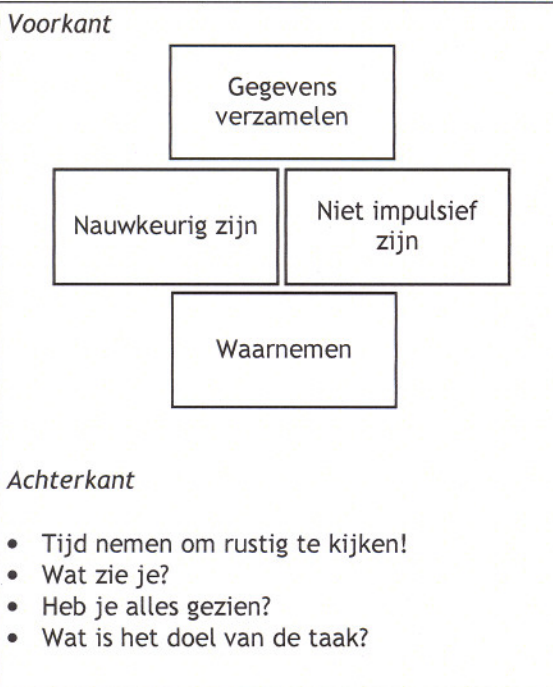 Voorkant
Gegevens
verzamelen
Nauwkeurig zijn
Niet impulsief
zijn
Waarnemen
Achterkant
• Tijd nemen om rustig te kijken!
• Wat zie je?
• Heb je alles gezien?
• Wat is het doel van de taak?